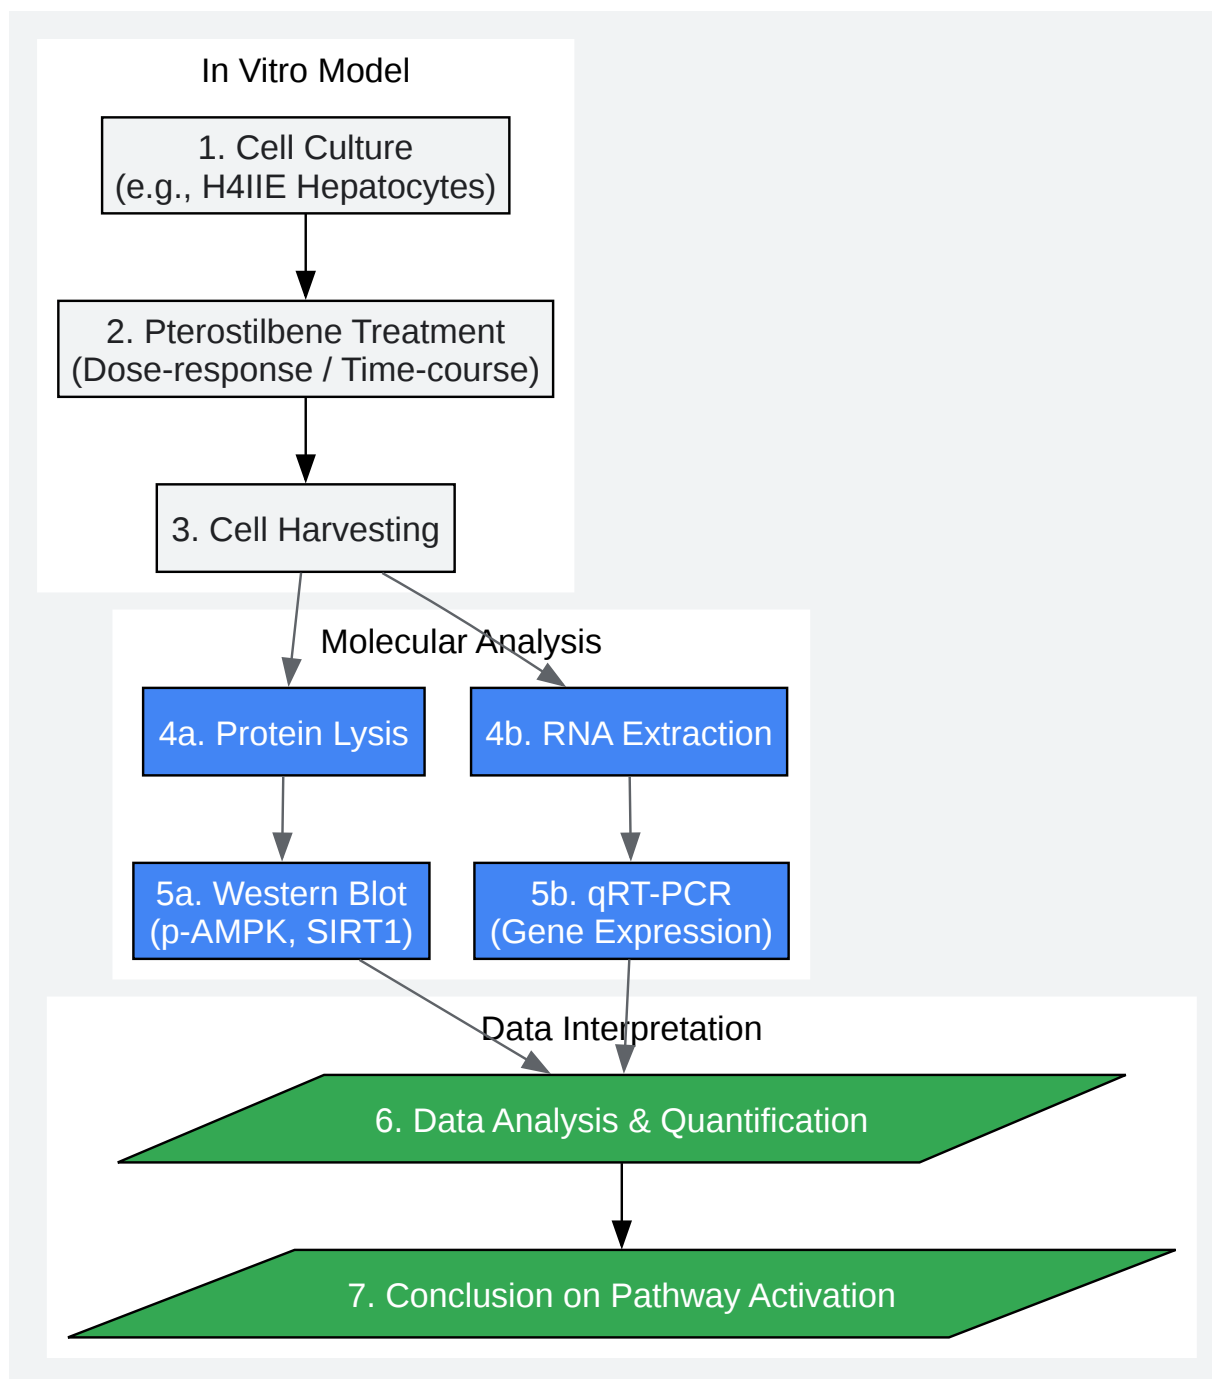 In Vitro Model
1. Cell Culture
(e.g., H4IIE Hepatocytes)
2. Pterostilbene Treatment
(Dose-response / Time-course)
3. Cell Harvesting
Molecular Analysis
4a. Protein Lysis
4b. RNA Extraction
5a. Western Blot
(p-AMPK, SIRT1)
5b. qRT-PCR
(Gene Expression)
Data Interpretation
6. Data Analysis & Quantification
7. Conclusion on Pathway Activation